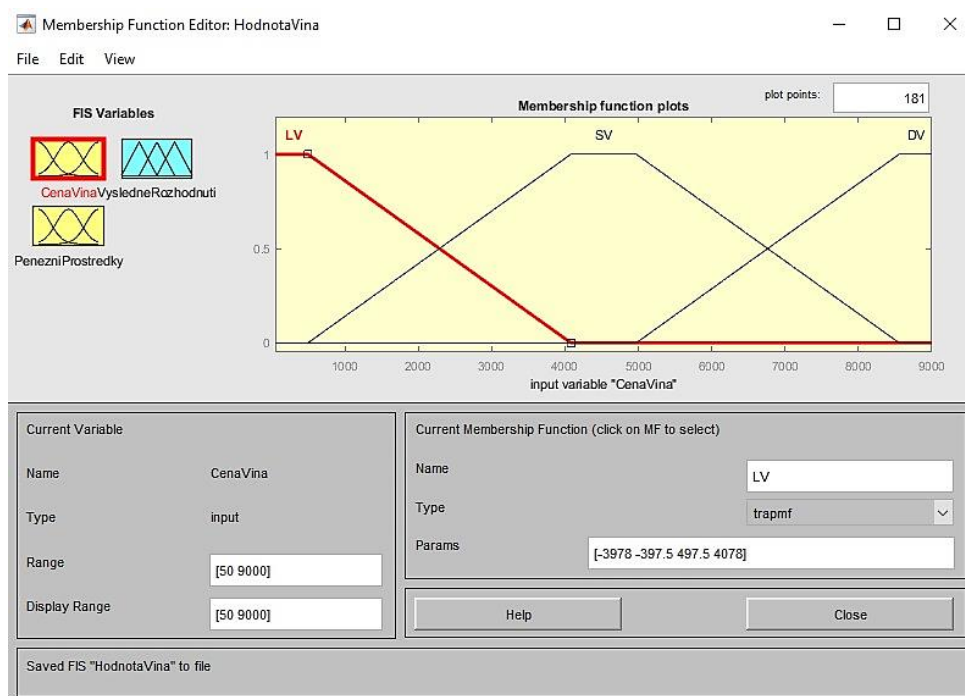 Membership Function Editor: HodnotaVina
File Edit View
FIS Variables
CenaVina VysledneRozhodnuti
PenezniProstredky
Membership function plots
plot points: 181
LV SV DV
1
0.5
0
1000 2000 3000 4000 5000 6000 7000 8000 9000
input variable "CenaVina"
Current Variable
Name CenaVina
Type input
Range [50 9000]
Display Range [50 9000]
Current Membership Function (click on MF to select)
Name LV
Type trapmf
Params [-3978 -397.5 497.5 4078]
Help Close
Saved FIS "HodnotaVina" to file